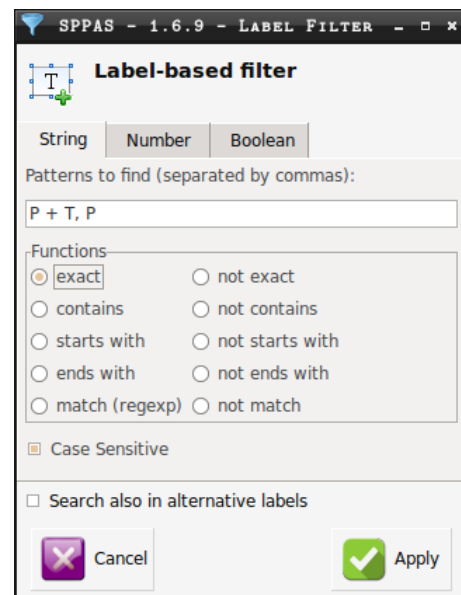 SPPAS - 1.6.9 - Label Filter
T
Label-based filter
String Number Boolean
Patterns to find (separated by commas):
P + T, P
Functions
exact not exact
contains not contains
starts with not starts with
ends with not ends with
match (regexp) not match
Case Sensitive
Search also in alternative labels
Cancel Apply